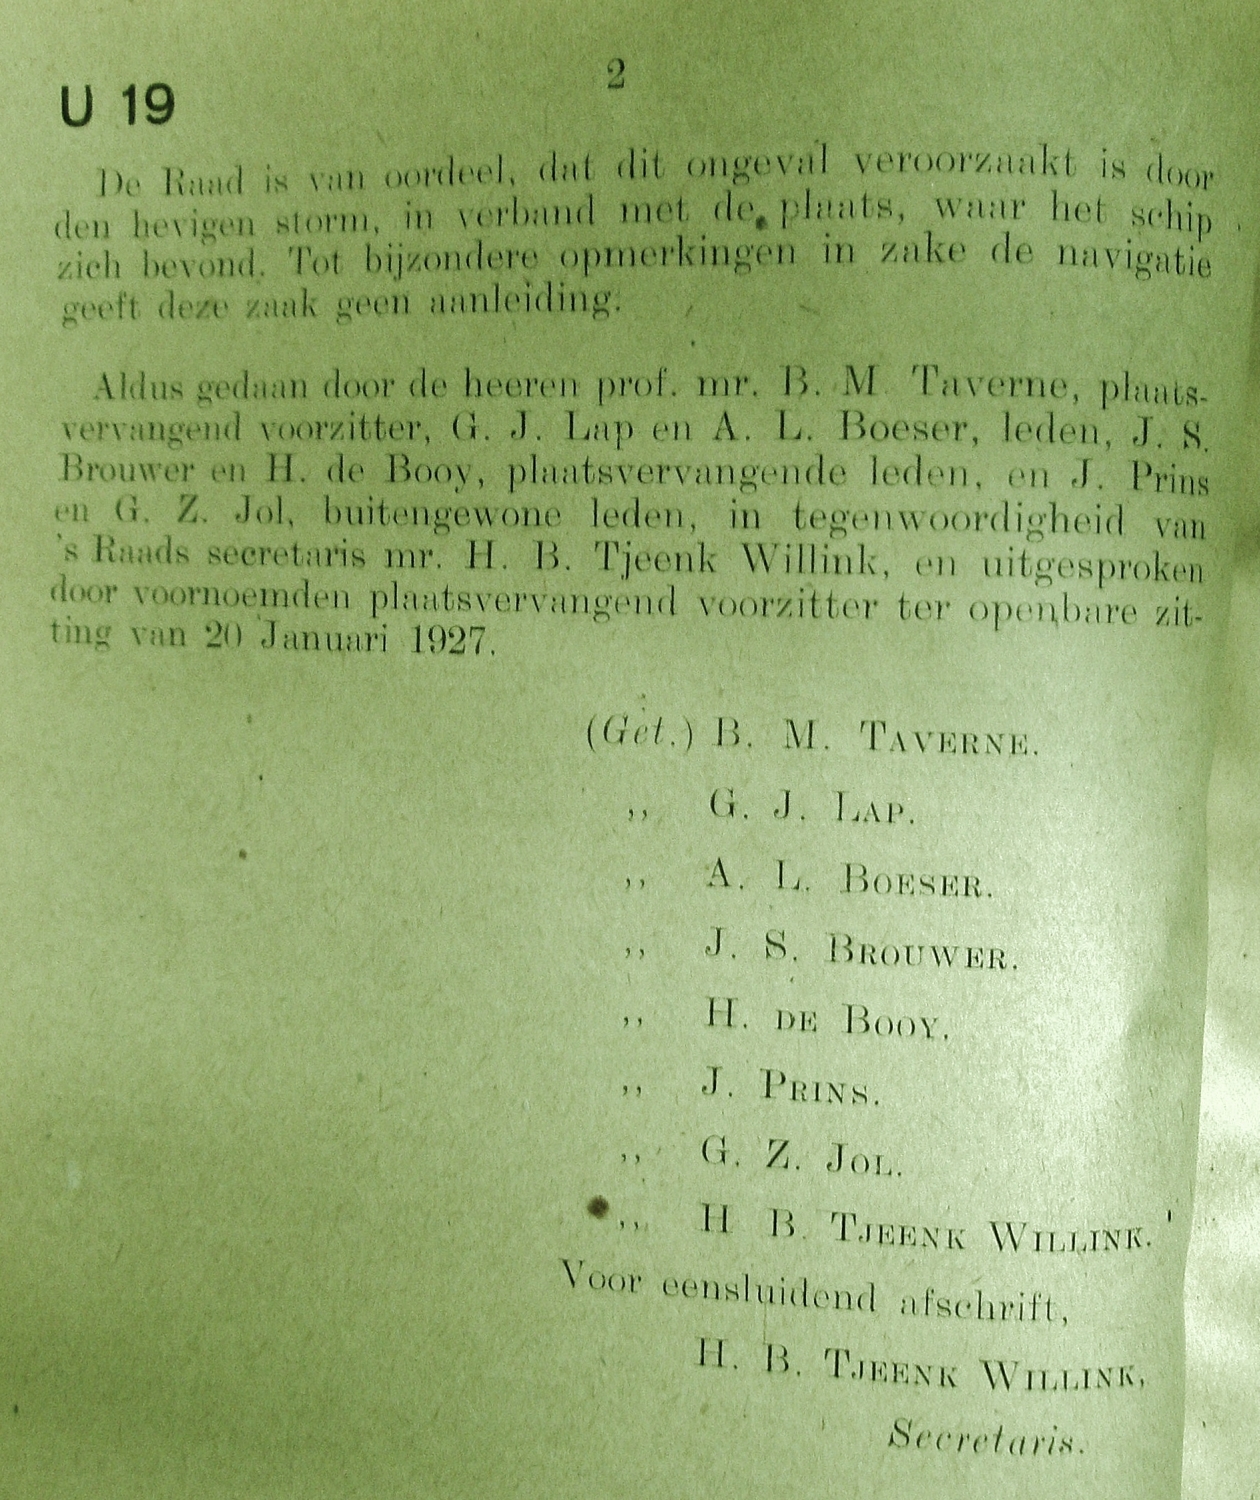 2
U 19
De Raad is van oordeel, dat dit ongeval veroorzaakt is door
den hevigen storm, in verband met de plaats, waar het schip
zich bevond. Tot bijzondere opmerkingen in zake de navigatie
geeft deze zaak geen aanleiding.
Aldus gedaan door de heeren prof. mr. B. M. Taverne, plaats-
vervangend voorzitter, G. J. Lap en A. L. Boeser, leden, J. S.
Brouwer en H. de Booy, plaatsvervangende leden, en J. Prins
en G. Z. Jol, buitengewone leden, in tegenwoordigheid van
's Raads secretaris mr. H. B. Tjeenk Willink, en uitgesproken
door voornoemden plaatsvervangend voorzitter ter openbare zit-
ting van 20 Januari 1927.
(Get.) B. M. TAVERNE.
,, G. J. LAP.
,, A. L. BOESER.
,, J. S. BROUWER.
,, H. DE BOOY.
,, J. PRINS.
,, G. Z. JOL.
,, H B. TJEENK WILLINK.
Voor eensluidend afschrift,
H. B. TJEENK WILLINK,
Secretaris.